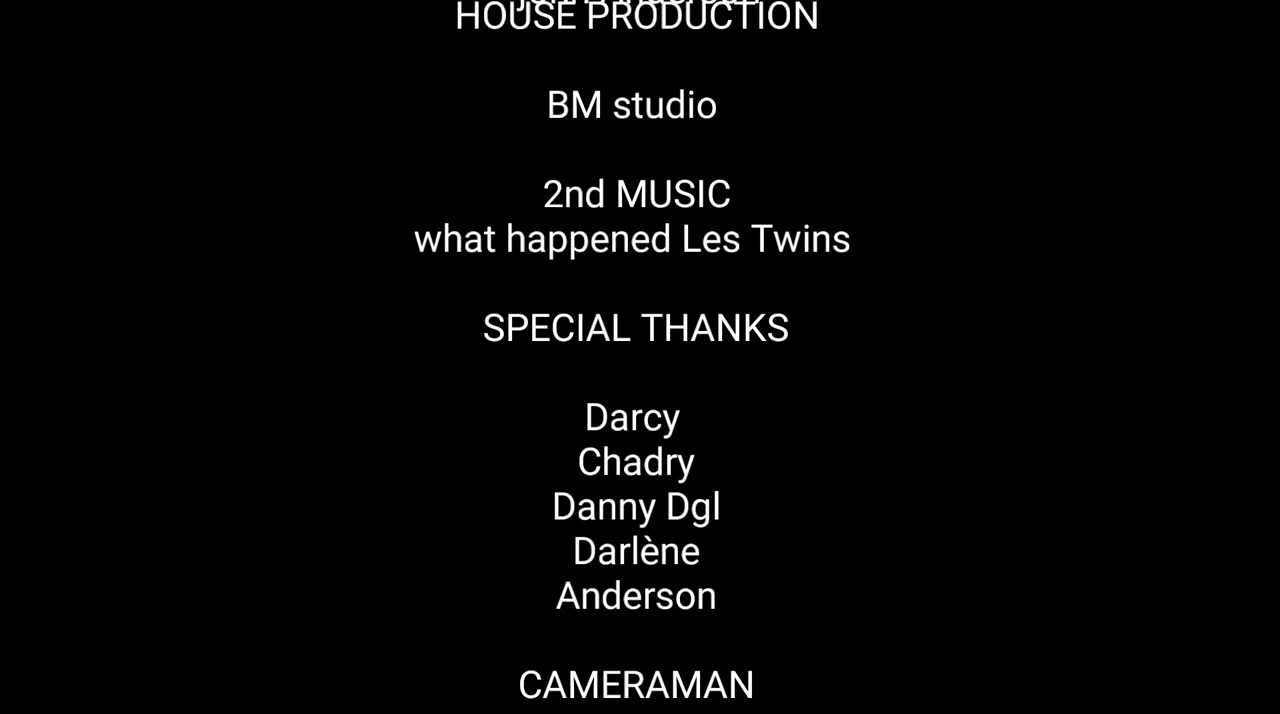 HOUSE PRODUCTION
BM studio
2nd MUSIC
what happened Les Twins
SPECIAL THANKS
Darcy
Chadry
Danny Dgl
Darlène
Anderson
CAMERAMAN